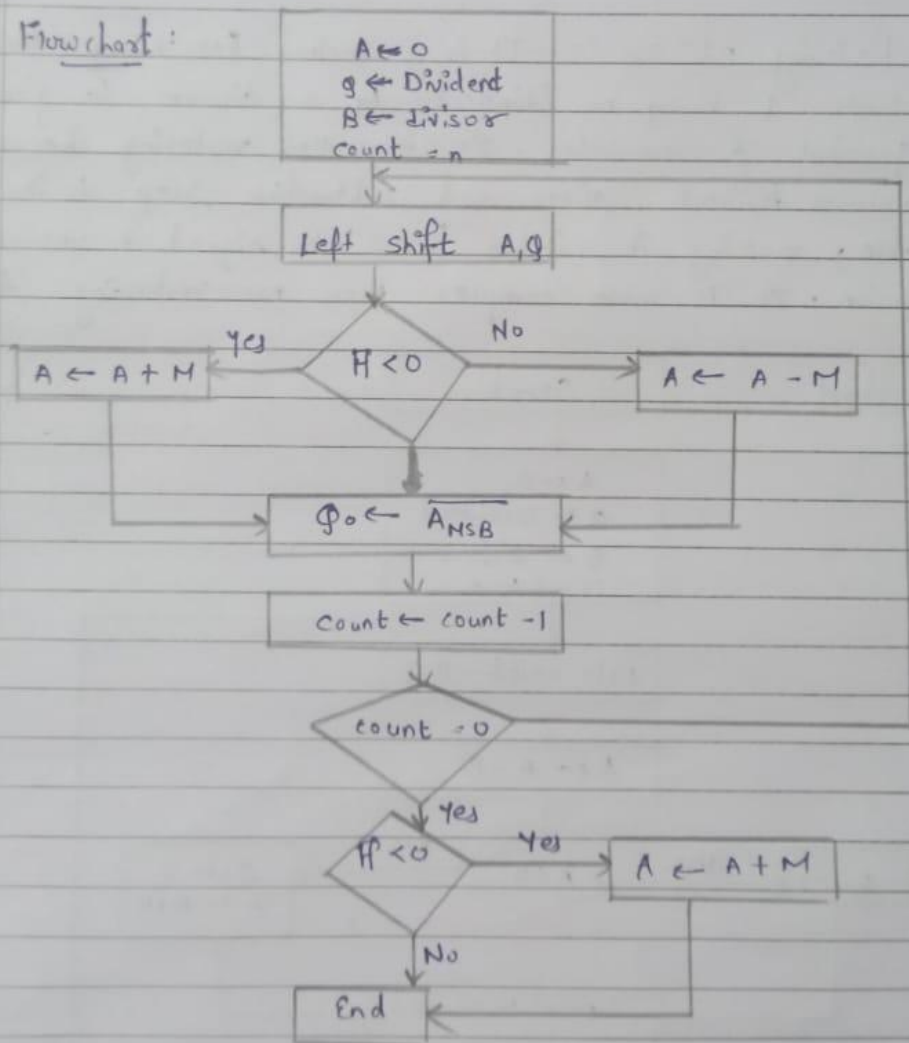 Flowchart :
A ← 0
Q ← Divident
B ← divisor
count = n
Left shift A,Q
Yes
A < 0
No
A ← A + M
A ← A - M
Q₀ ← A̅M̅S̅B̅
count ← count -1
count = 0
Yes
A < 0
Yes
A ← A + M
No
End